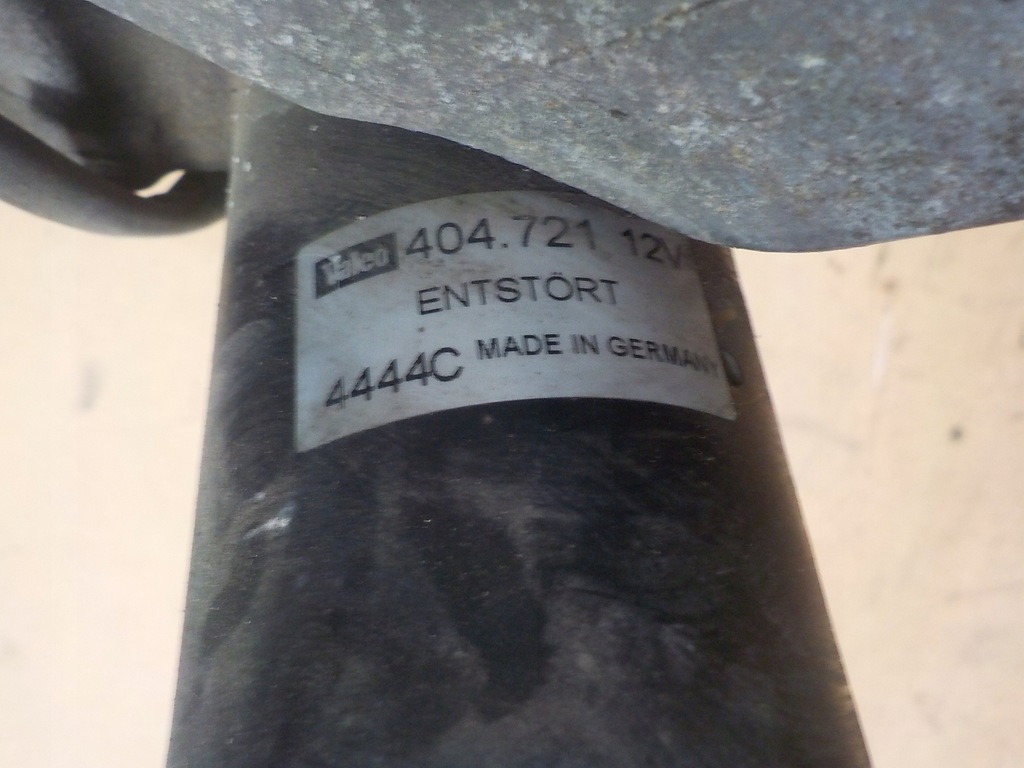 Valeo 404.721 12V
ENTSTÖRT
4444C MADE IN GERMANY